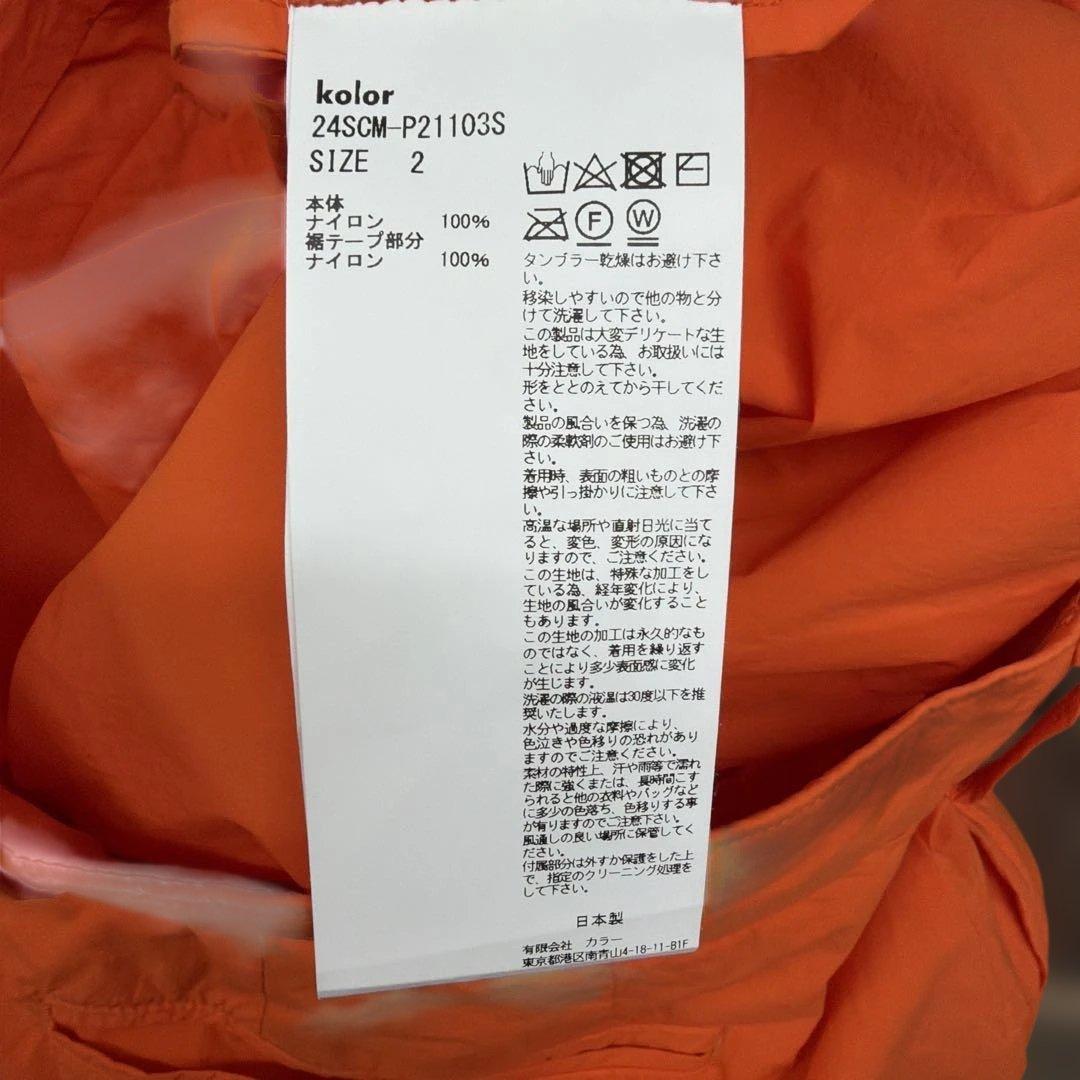 kolor
24SCM-P21103S
SIZE 2
本体
ナイロン 100%
裾テープ部分
ナイロン 100%
F W
タンブラー乾燥はお避け下さ
い。
移染しやすいので他の物と分
けて洗濯して下さい。
この製品は大変デリケートな生
地をしている為、お取扱いには
十分注意して下さい。
形をととのえてから干してくだ
さい。
製品の風合いを保つ為、洗濯の
際の柔軟剤のご使用はお避け下
さい。
着用時、表面の粗いものとの摩
擦や引っ掛かりに注意して下さ
い。
高温な場所や直射日光に当て
ると、変色、変形の原因にな
りますので、ご注意ください。
この生地は、特殊な加工をし
ている為、経年変化により、
生地の風合いが変化すること
もあります。
この生地の加工は永久的なも
のではなく、着用を繰り返す
ことにより多少表面感に変化
が生じます。
洗濯の際の液温は30度以下を推
奨いたします。
水分や過度な摩擦により、
色泣きや色移りの恐れがあり
ますのでご注意ください。
素材の特性上、汗や雨等で濡れ
た際に強くまたは、長時間こす
られると他の衣料やバッグなど
に多少の色落ち、色移りする事
が有りますのでご注意下さい。
風通しの良い場所に保管してく
ださい。
付属部分は外すか保護をした上
で、指定のクリーニング処理を
して下さい。
日本製
有限会社 カラー
東京都港区南青山4-18-11-B1F